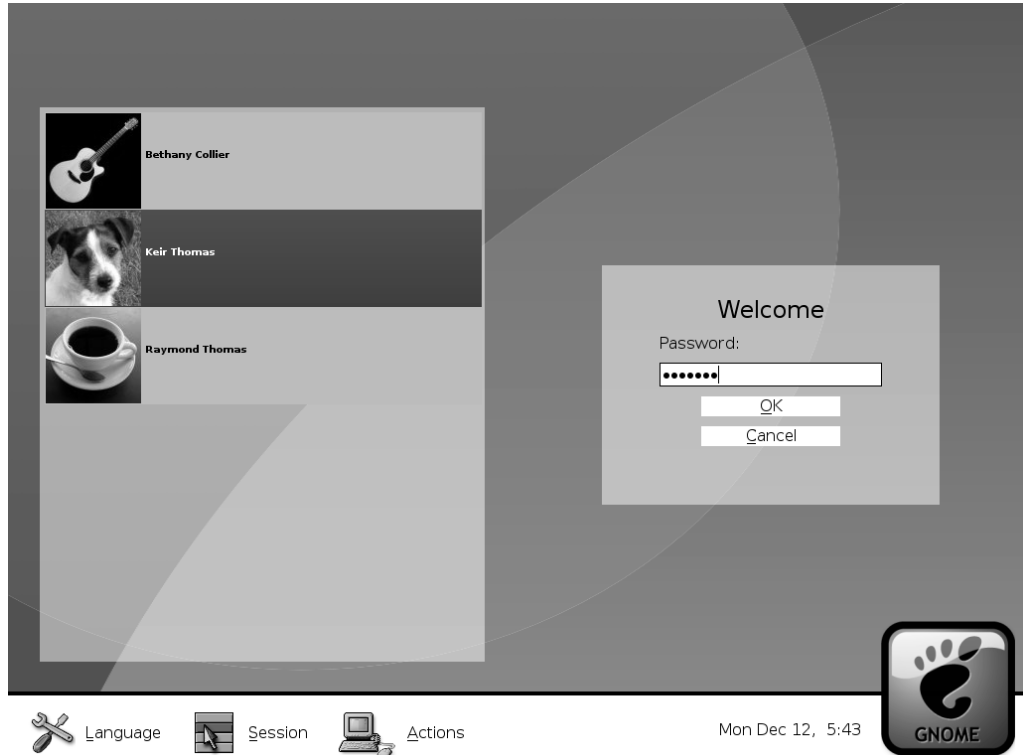 Bethany Collier
Keir Thomas
Raymond Thomas
Welcome
Password:
OK
Cancel
Language
Session
Actions
Mon Dec 12, 5:43
GNOME